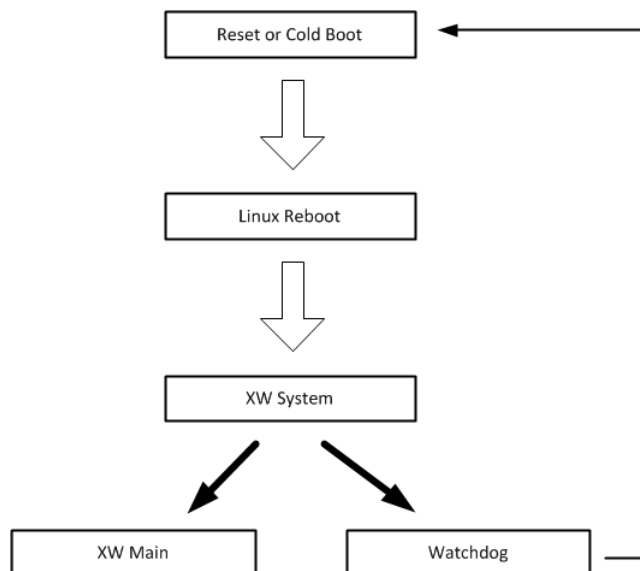 Reset or Cold Boot
Linux Reboot
XW System
XW Main
Watchdog